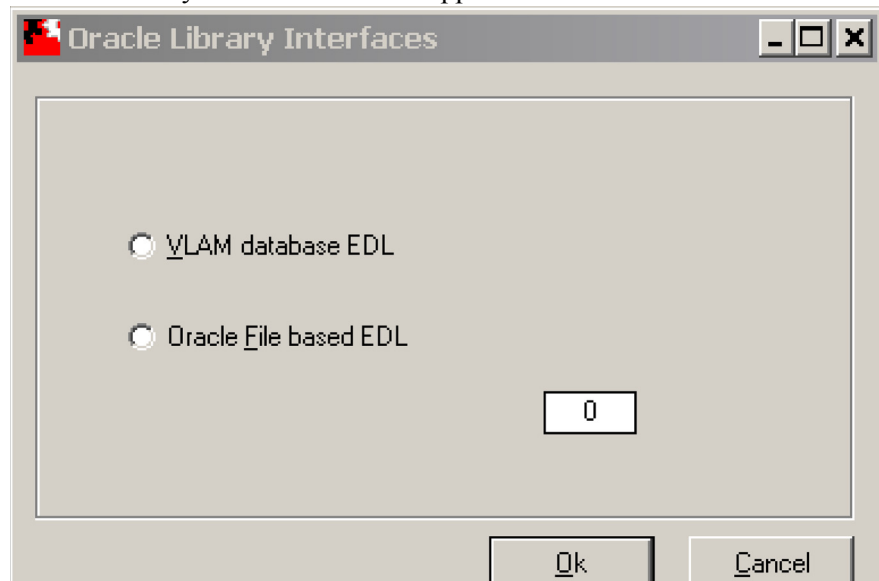 Oracle Library Interfaces
VLAM database EDL
Oracle File based EDL
0
Ok
Cancel